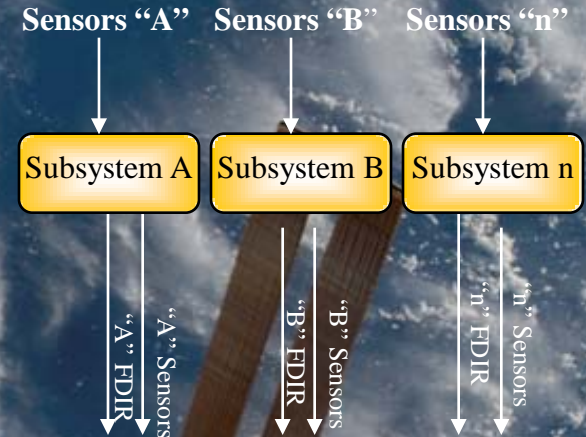 Sensors “A”
Sensors “B”
Sensors “n”
Subsystem A
Subsystem B
Subsystem n
“A” FDIR
“A” Sensors
“B” FDIR
“B” Sensors
“n” FDIR
“n” Sensors